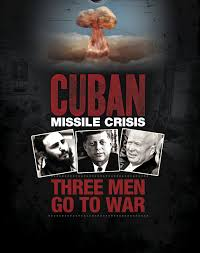 CUBAN
MISSILE CRISIS
THREE MEN
GO TO WAR